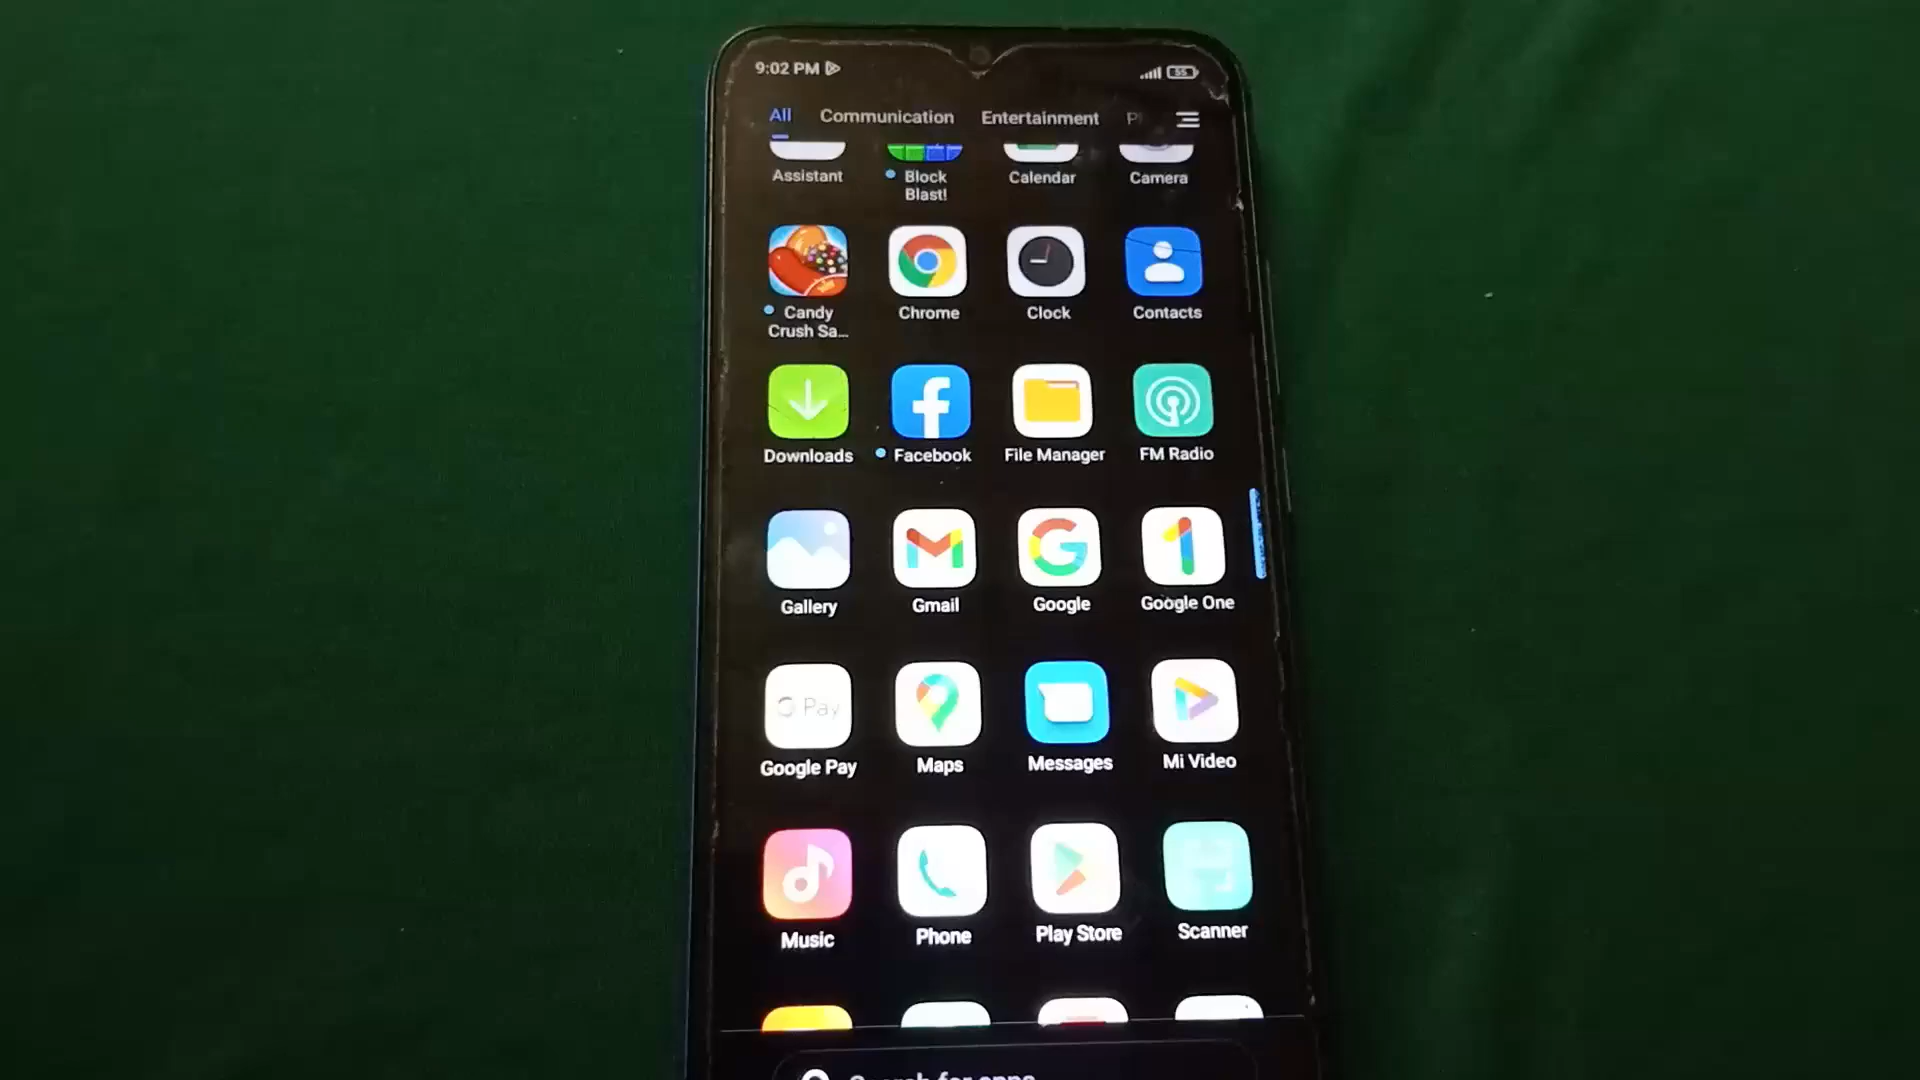 9:02 PM
55
All Communication Entertainment
Assistant Block Calendar Camera
Blast!
Candy Chrome Clock Contacts
Crush Sa...
Downloads Facebook File Manager FM Radio
Gallery Gmail Google Google One
G Pay
Google Pay Maps Messages Mi Video
Music Phone Play Store Scanner
Search for apps